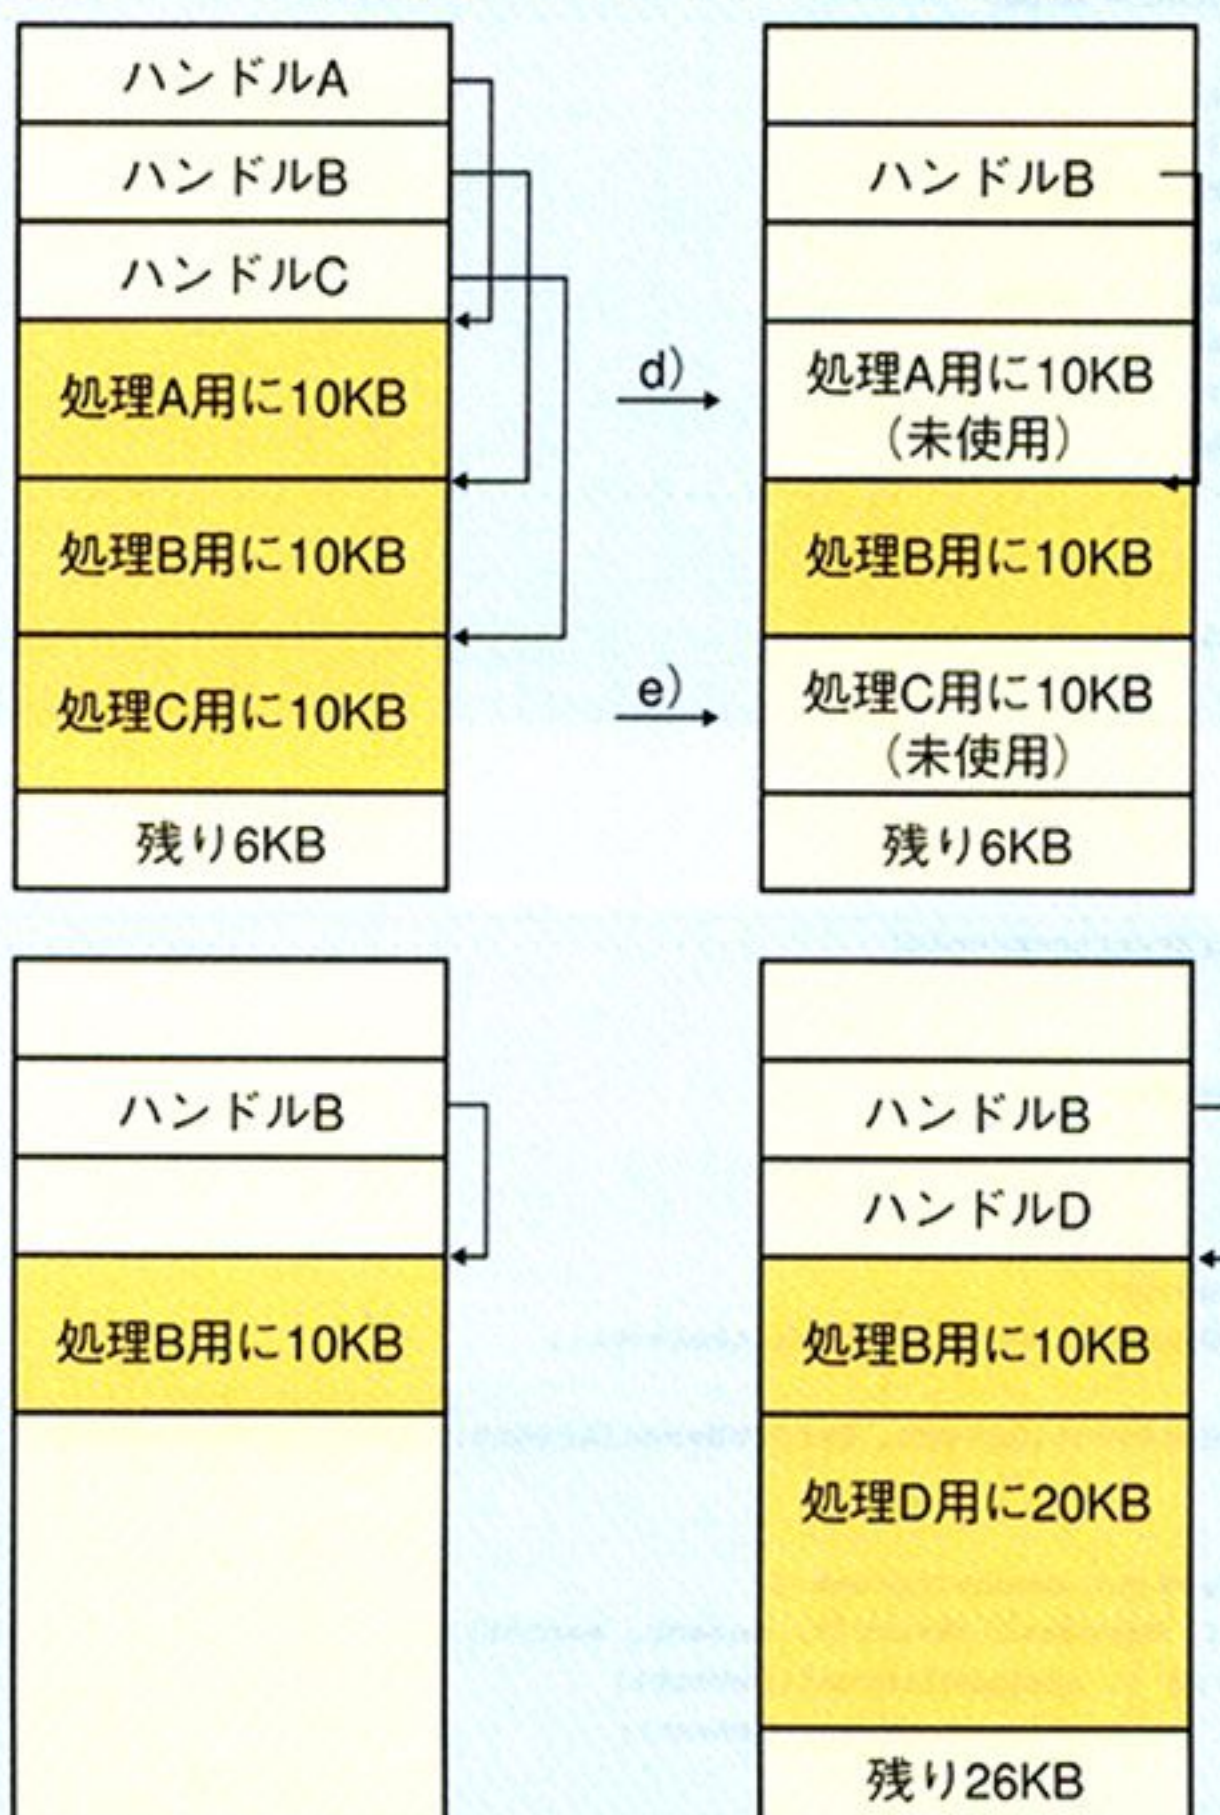 ハンドルA
ハンドルB
ハンドルC
処理A用に10KB
処理B用に10KB
処理C用に10KB
残り6KB
d)
e)
ハンドルB
処理A用に10KB
(未使用)
処理B用に10KB
処理C用に10KB
(未使用)
残り6KB
ハンドルB
処理B用に10KB
ハンドルB
ハンドルD
処理B用に10KB
処理D用に20KB
残り26KB